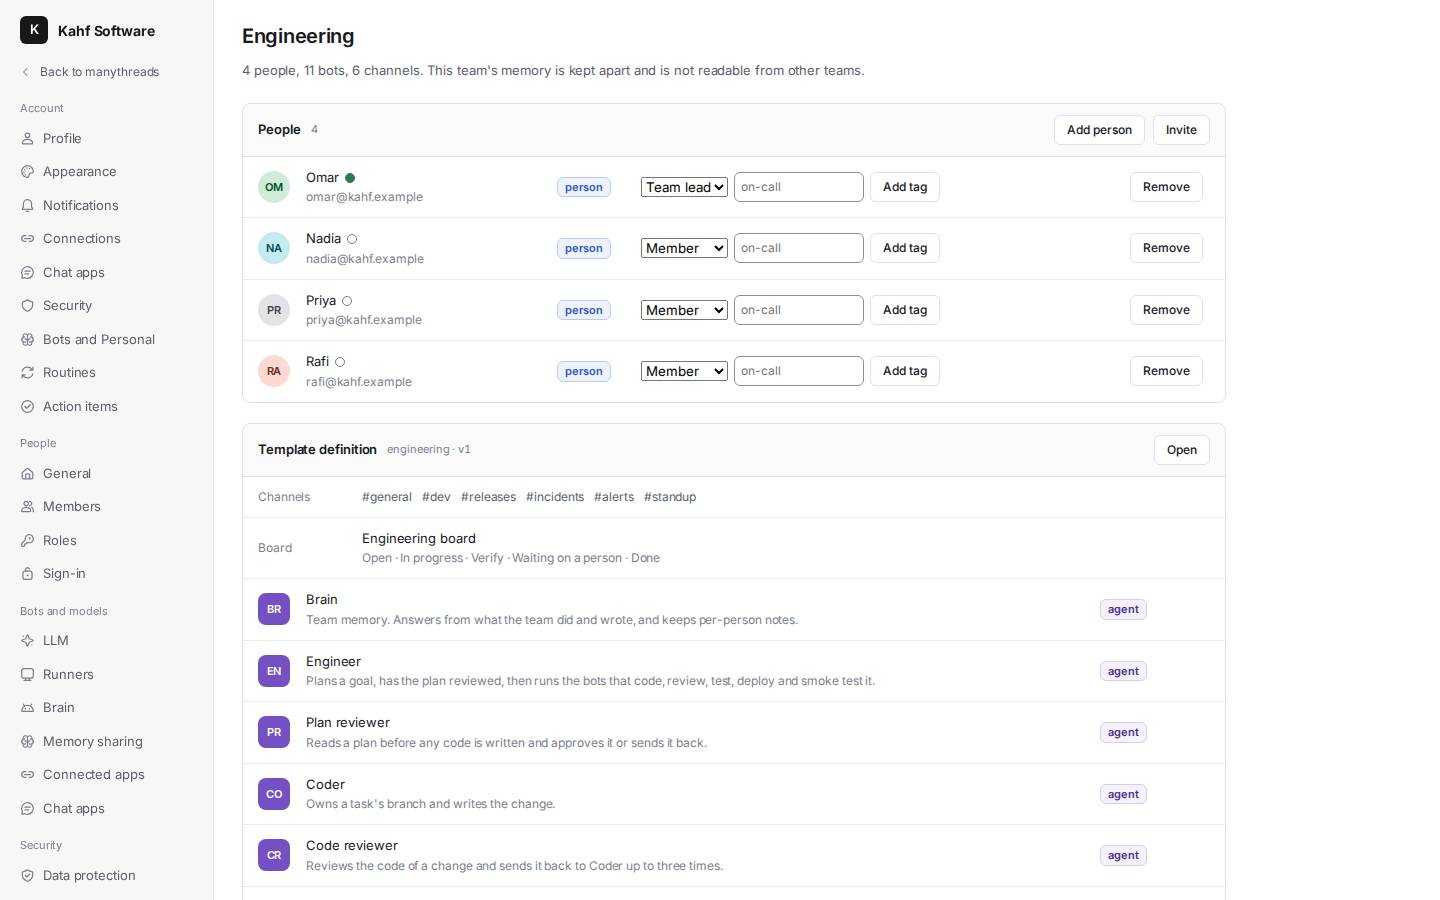 K Kahf Software
Back to manythreads
Account
Profile
Appearance
Notifications
Connections
Chat apps
Security
Bots and Personal
Routines
Action items
People
General
Members
Roles
Sign-in
Bots and models
LLM
Runners
Brain
Memory sharing
Connected apps
Chat apps
Security
Data protection
Engineering
4 people, 11 bots, 6 channels. This team's memory is kept apart and is not readable from other teams.
People 4 Add person Invite
OM Omar person Team lead on-call Add tag Remove
omar@kahf.example
NA Nadia person Member on-call Add tag Remove
nadia@kahf.example
PR Priya person Member on-call Add tag Remove
priya@kahf.example
RA Rafi person Member on-call Add tag Remove
rafi@kahf.example
Template definition engineering · v1 Open
Channels #general #dev #releases #incidents #alerts #standup
Board Engineering board
Open · In progress · Verify · Waiting on a person · Done
BR Brain agent
Team memory. Answers from what the team did and wrote, and keeps per-person notes.
EN Engineer agent
Plans a goal, has the plan reviewed, then runs the bots that code, review, test, deploy and smoke test it.
PR Plan reviewer agent
Reads a plan before any code is written and approves it or sends it back.
CO Coder agent
Owns a task's branch and writes the change.
CR Code reviewer agent
Reviews the code of a change and sends it back to Coder up to three times.